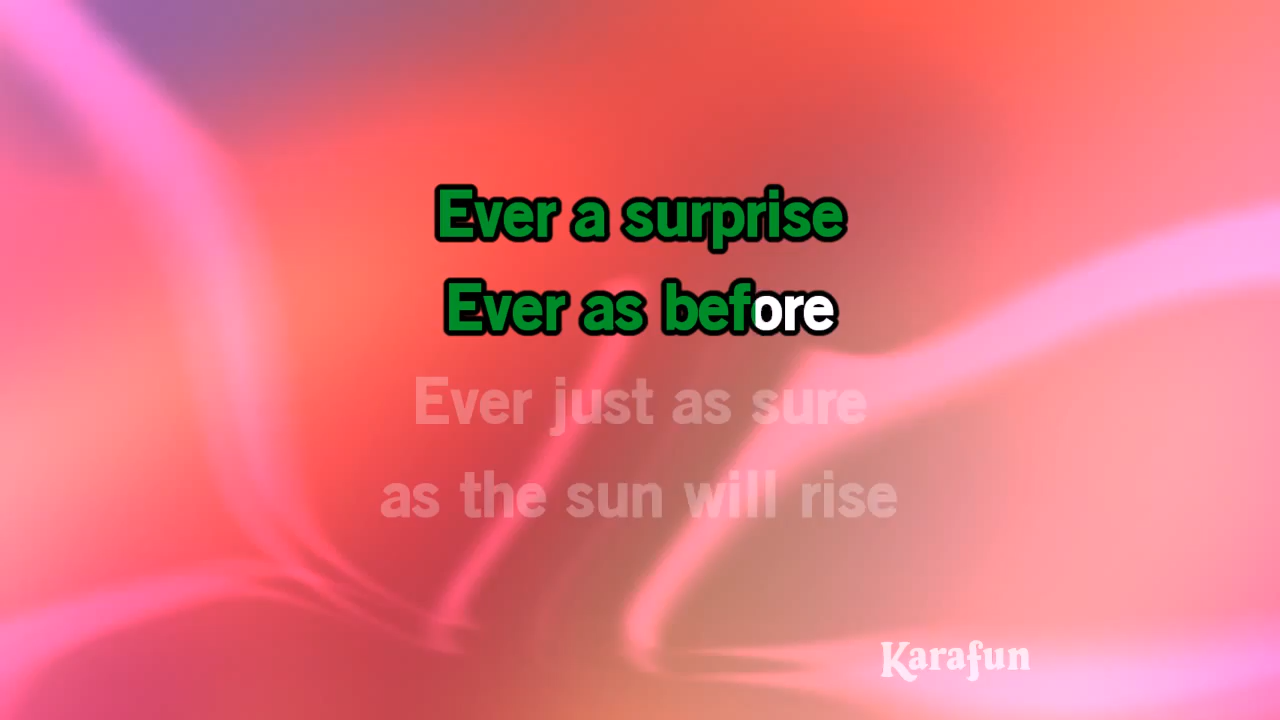 Ever a surprise
Ever as before
Ever just as sure
as the sun will rise
Karafun